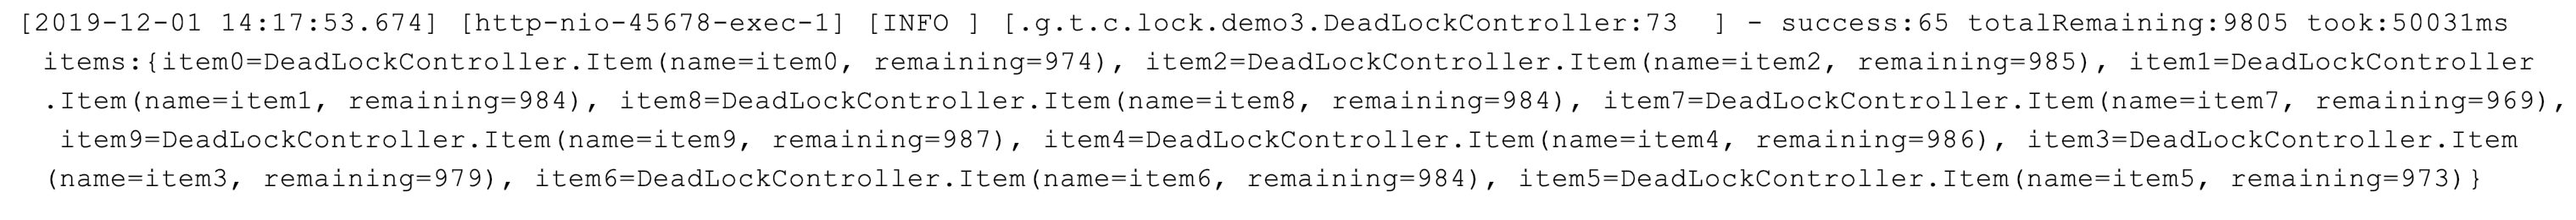 [2019-12-01 14:17:53.674] [http-nio-45678-exec-1] [INFO ] [.g.t.c.lock.demo3.DeadLockController:73  ] - success:65 totalRemaining:9805 took:50031ms
items:{item0=DeadLockController.Item(name=item0, remaining=974), item2=DeadLockController.Item(name=item2, remaining=985), item1=DeadLockController
.Item(name=item1, remaining=984), item8=DeadLockController.Item(name=item8, remaining=984), item7=DeadLockController.Item(name=item7, remaining=969),
item9=DeadLockController.Item(name=item9, remaining=987), item4=DeadLockController.Item(name=item4, remaining=986), item3=DeadLockController.Item
(name=item3, remaining=979), item6=DeadLockController.Item(name=item6, remaining=984), item5=DeadLockController.Item(name=item5, remaining=973)}